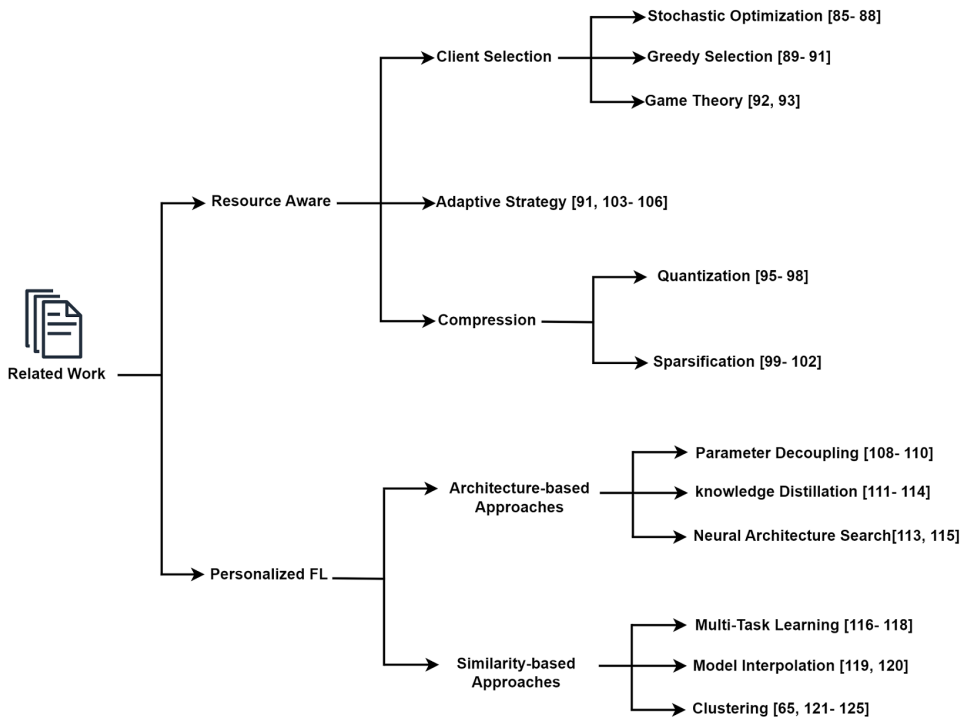 Related Work
Resource Aware
Client Selection
Stochastic Optimization [85- 88]
Greedy Selection [89- 91]
Game Theory [92, 93]
Adaptive Strategy [91, 103- 106]
Compression
Quantization [95- 98]
Sparsification [99- 102]
Personalized FL
Architecture-based
Approaches
Parameter Decoupling [108- 110]
knowledge Distillation [111- 114]
Neural Architecture Search[113, 115]
Similarity-based
Approaches
Multi-Task Learning [116- 118]
Model Interpolation [119, 120]
Clustering [65, 121- 125]